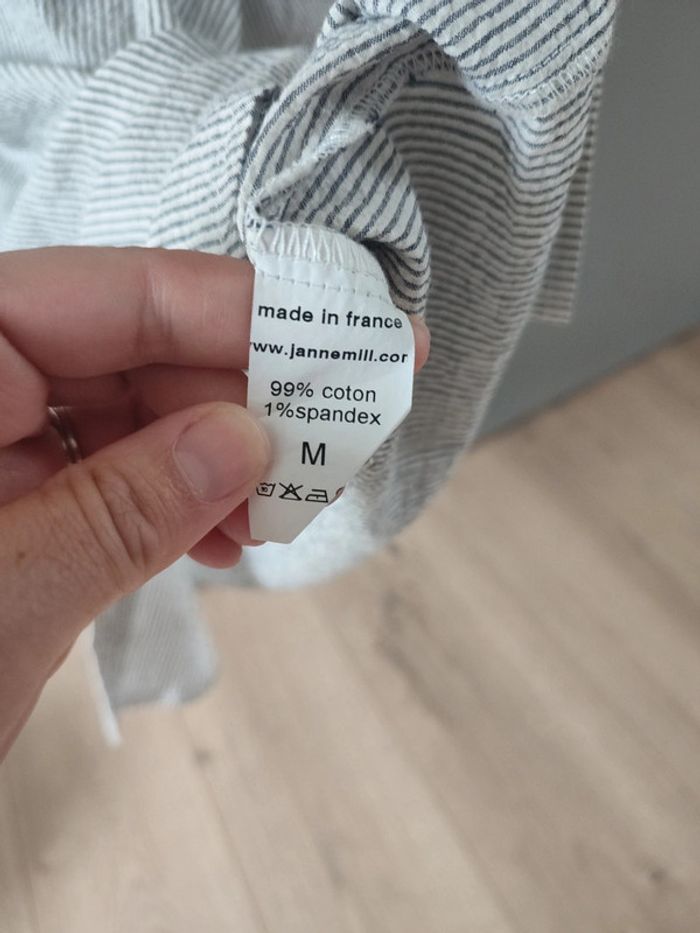 made in france
ww.jannemill.cor
99% coton
1%spandex
M